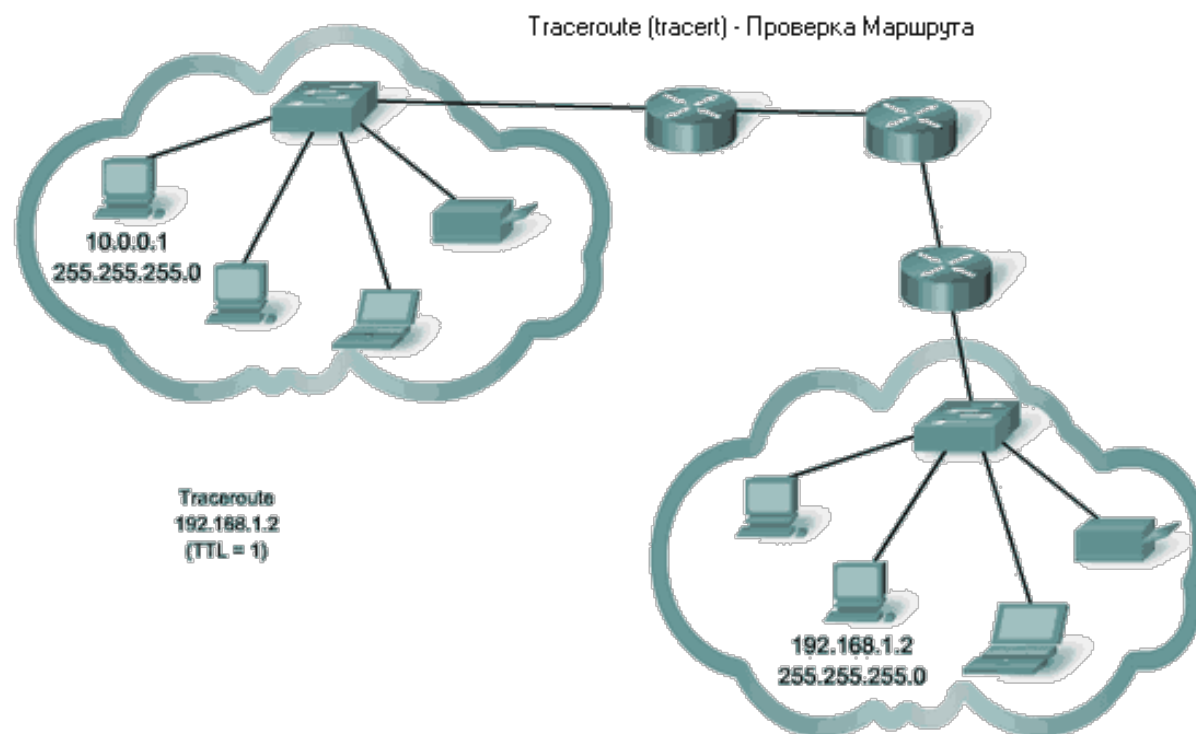 Traceroute (tracert) - Проверка Маршрута
10.0.0.1
255.255.255.0
Traceroute
192.168.1.2
(TTL = 1)
192.168.1.2
255.255.255.0